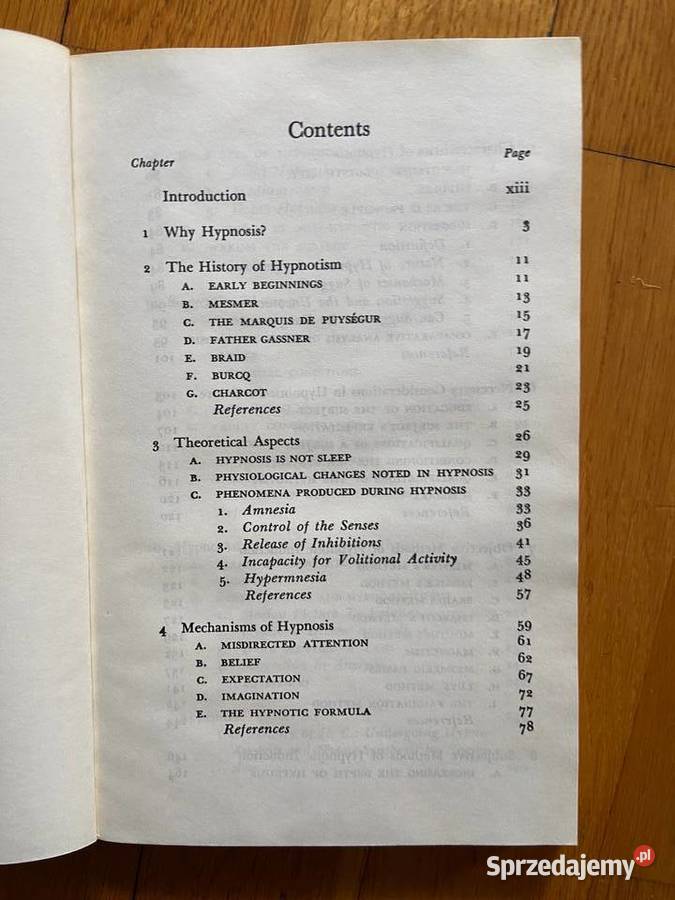 Contents
Chapter Page
Introduction xiii
1 Why Hypnosis? 3
2 The History of Hypnotism 11
A. EARLY BEGINNINGS 11
B. MESMER 13
C. THE MARQUIS DE PUYSÉGUR 15
D. FATHER GASSNER 17
E. BRAID 19
F. BURCQ 21
G. CHARCOT 23
References 25
3 Theoretical Aspects 26
A. HYPNOSIS IS NOT SLEEP 29
B. PHYSIOLOGICAL CHANGES NOTED IN HYPNOSIS 31
C. PHENOMENA PRODUCED DURING HYPNOSIS 33
1. Amnesia 33
2. Control of the Senses 36
3. Release of Inhibitions 41
4. Incapacity for Volitional Activity 45
5. Hypermnesia 48
References 57
4 Mechanisms of Hypnosis 59
A. MISDIRECTED ATTENTION 61
B. BELIEF 62
C. EXPECTATION 67
D. IMAGINATION 72
E. THE HYPNOTIC FORMULA 77
References 78
Sprzedajemy.pl